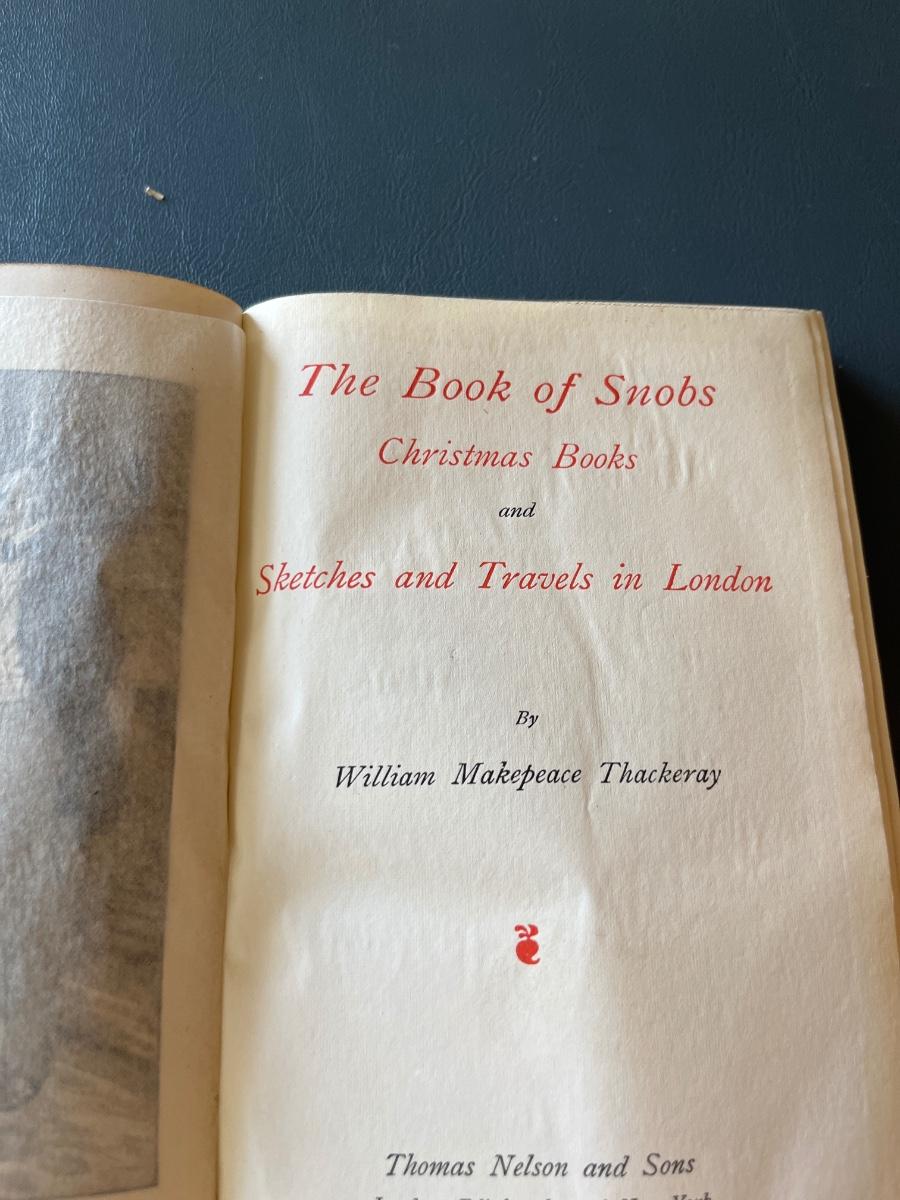 The Book of Snobs
Christmas Books
and
Sketches and Travels in London
By
William Makepeace Thackeray
Thomas Nelson and Sons